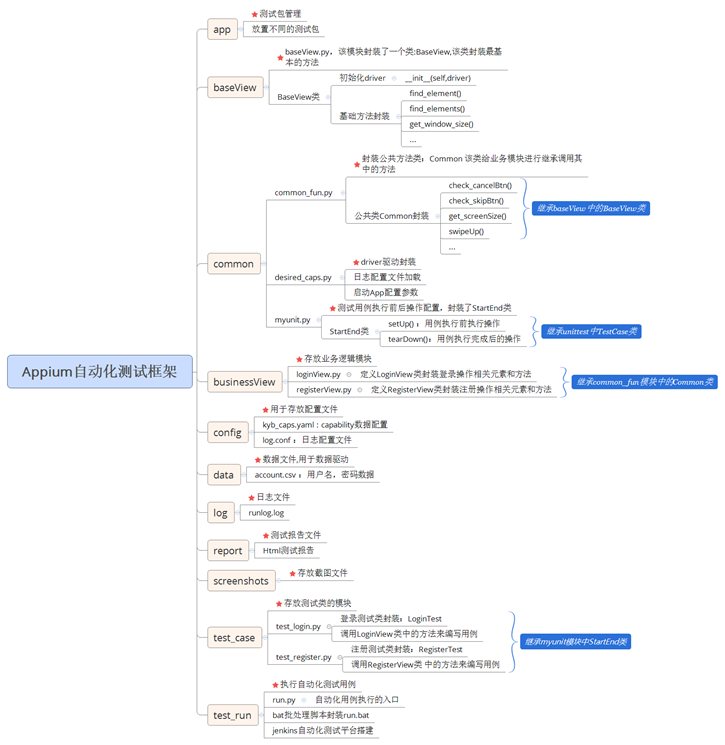 Appium自动化测试框架
app
测试包管理
放置不同的测试包
baseView
baseView.py，该模块封装了一个类:BaseView,该类封装最基
本的方法
BaseView类
初始化driver
__init__(self,driver)
基础方法封装
find_element()
find_elements()
get_window_size()
...
common
common_fun.py
封装公共方法类：Common 该类给业务模块进行继承调用其
中的方法
公共类Common封装
check_cancelBtn()
check_skipBtn()
get_screenSize()
swipeUp()
...
继承baseView中的BaseView类
desired_caps.py
driver驱动封装
日志配置文件加载
启动App配置参数
myunit.py
测试用例执行前后操作配置，封装了StartEnd类
StartEnd类
setUp()：用例执行前执行操作
tearDown()：用例执行完成后的操作
继承unittest中TestCase类
businessView
存放业务逻辑模块
loginView.py
定义LoginView类封装登录操作相关元素和方法
registerView.py
定义RegisterView类封装注册操作相关元素和方法
继承common_fun模块中的Common类
config
用于存放配置文件
kyb_caps.yaml : capability数据配置
log.conf：日志配置文件
data
数据文件,用于数据驱动
account.csv：用户名，密码数据
log
日志文件
runlog.log
report
测试报告文件
Html测试报告
screenshots
存放截图文件
test_case
存放测试类的模块
test_login.py
登录测试类封装：LoginTest
调用LoginView类中的方法来编写用例
test_register.py
注册测试类封装：RegisterTest
调用RegisterView类 中的方法来编写用例
继承myunit模块中StartEnd类
test_run
执行自动化测试用例
run.py
自动化用例执行的入口
bat批处理脚本封装run.bat
jenkins自动化测试平台搭建